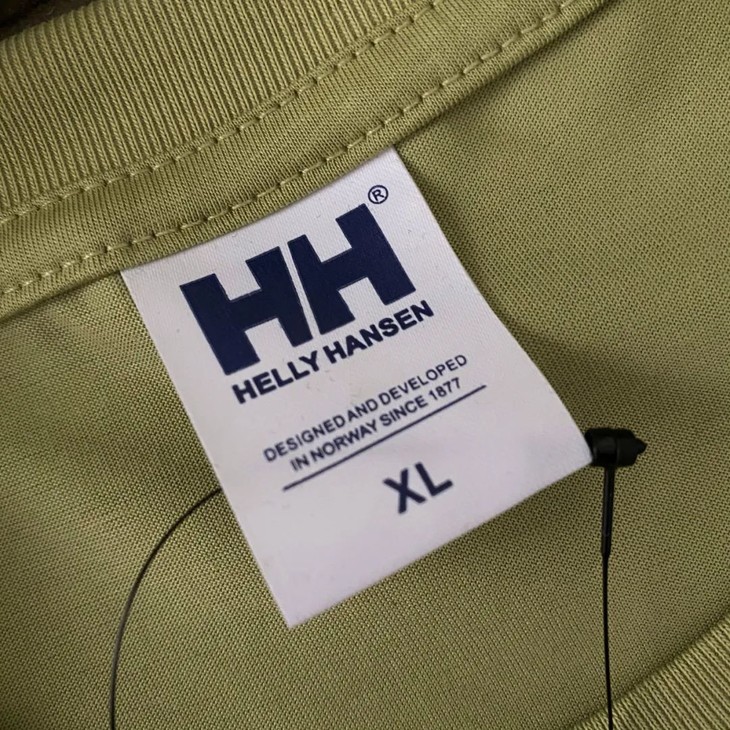 HH®
HELLY HANSEN
DESIGNED AND DEVELOPED
IN NORWAY SINCE 1877
XL